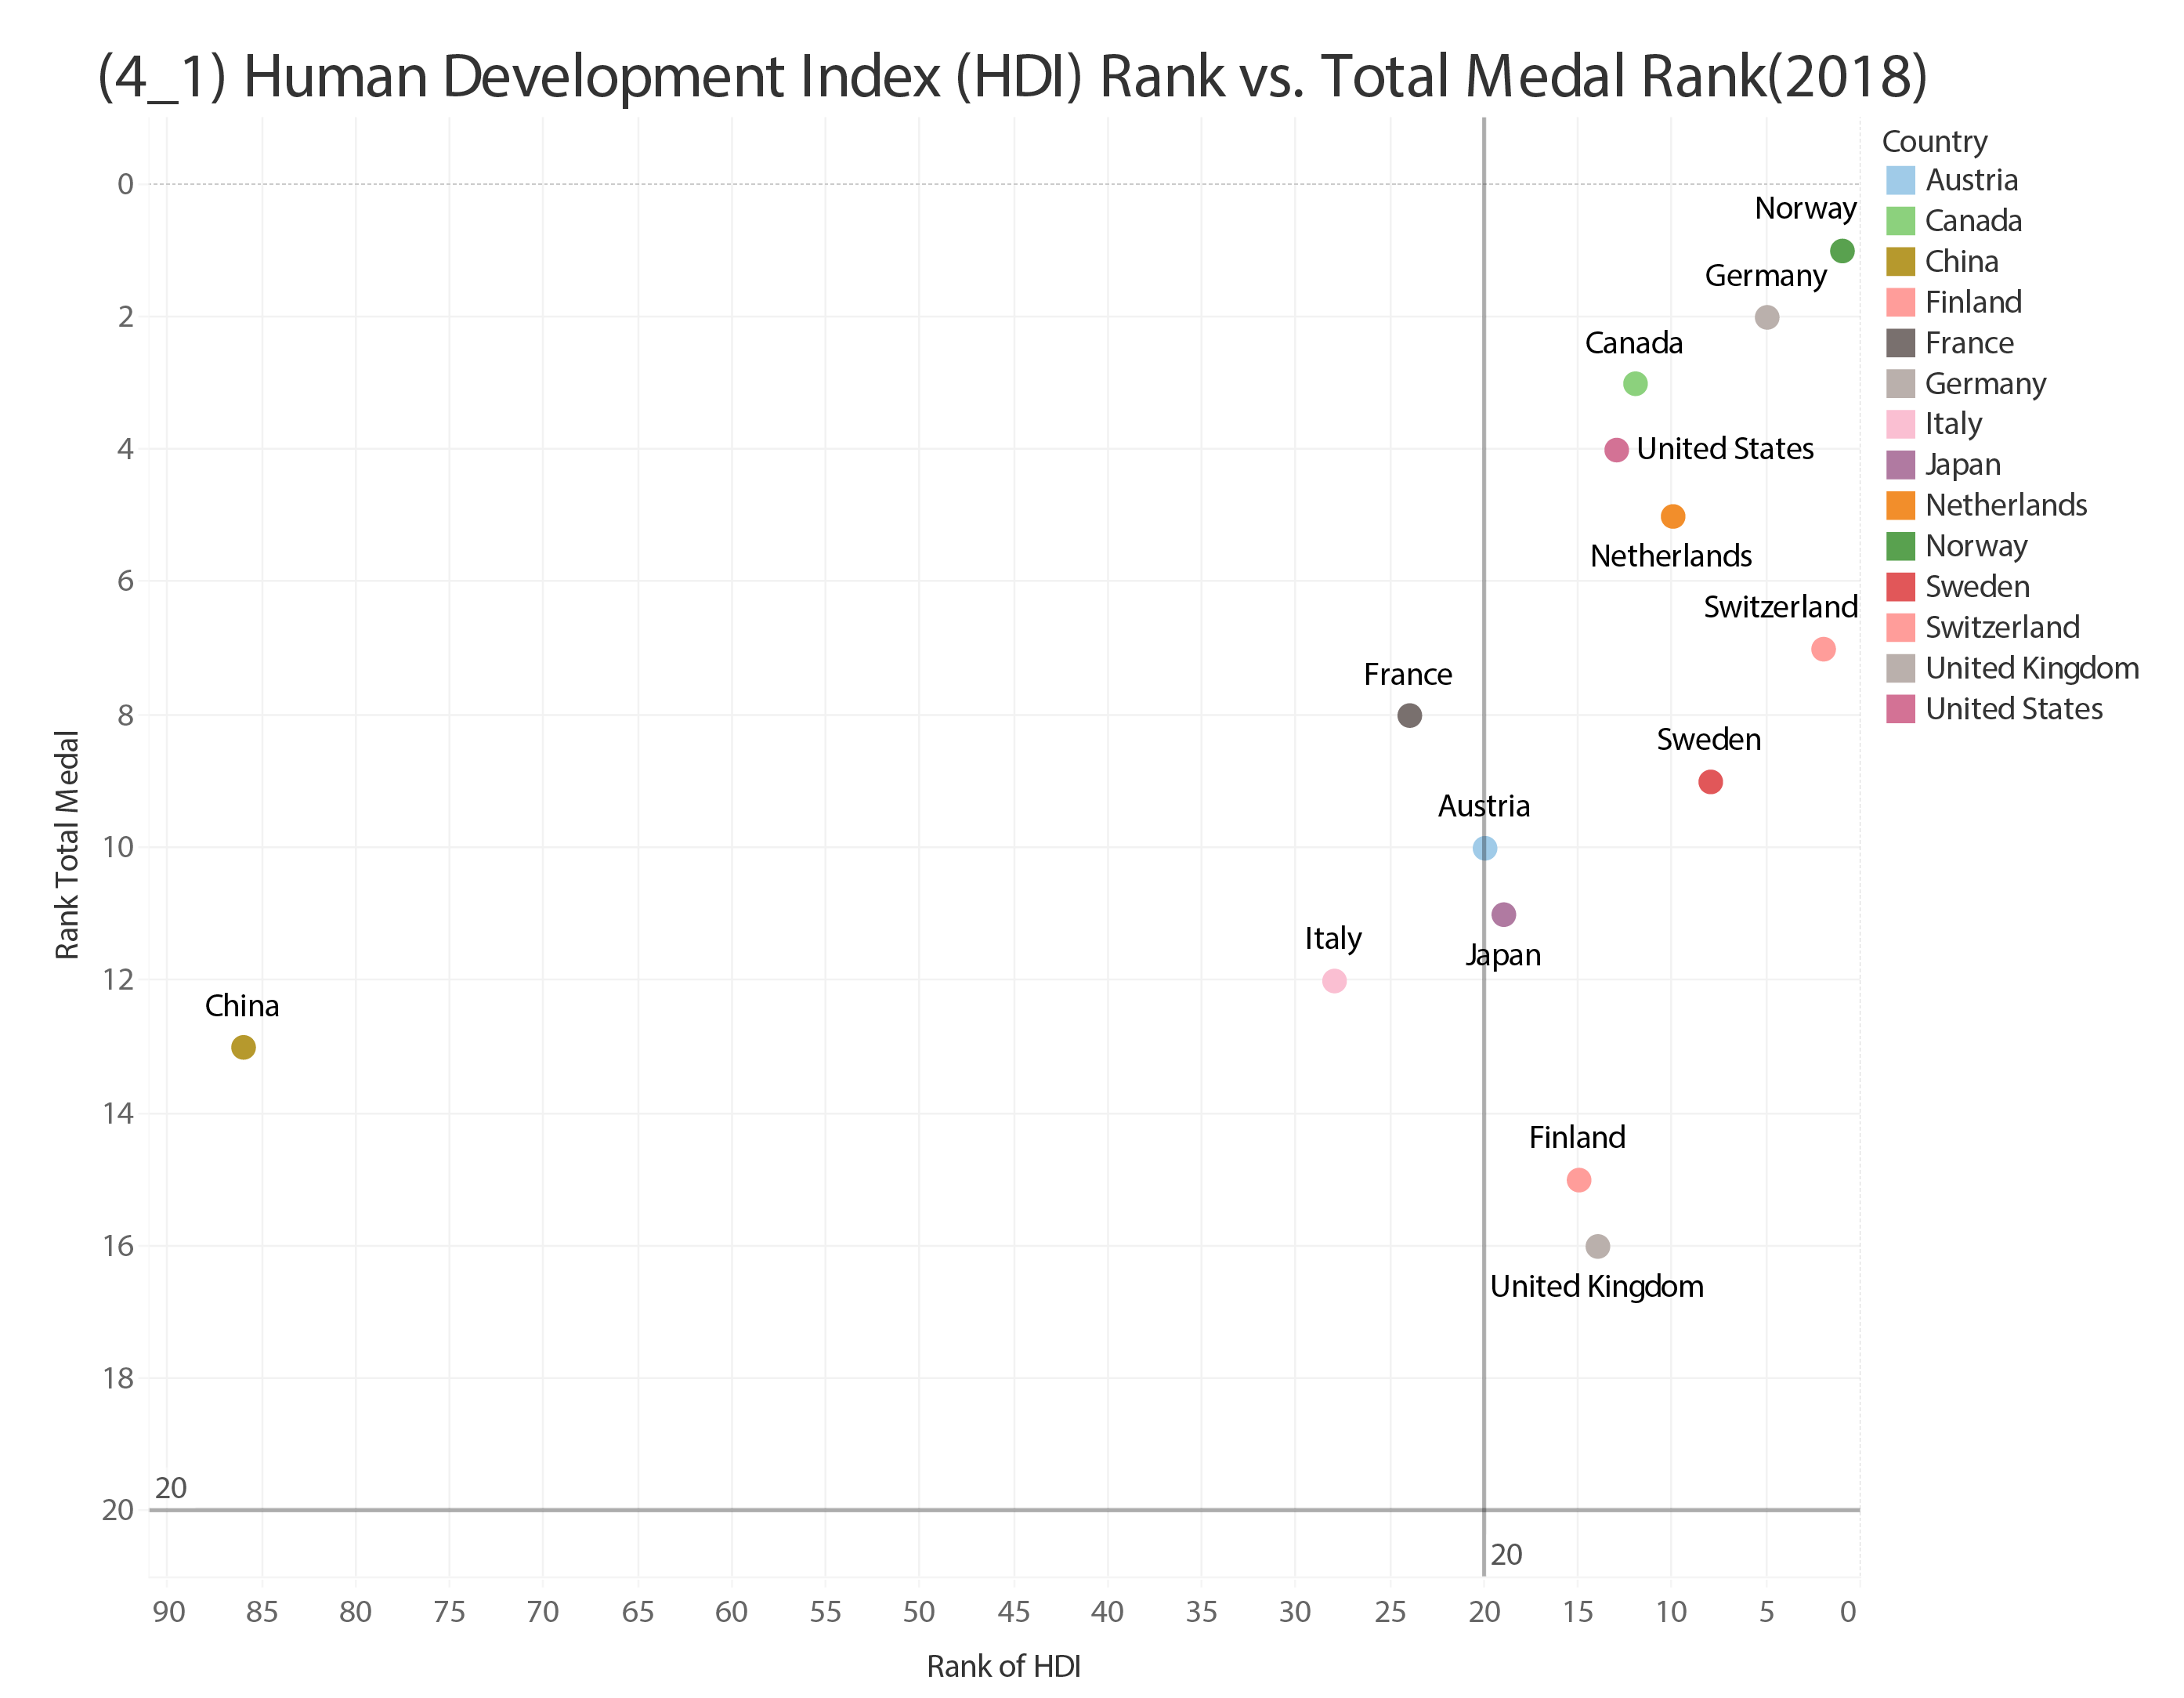 (4_1) Human Development Index (HDI) Rank vs. Total Medal Rank(2018)
Country
Austria
Canada
China
Finland
France
Germany
Italy
Japan
Netherlands
Norway
Sweden
Switzerland
United Kingdom
United States
Rank Total Medal
0
2
4
6
8
10
12
14
16
18
20
Norway
Germany
Canada
United States
Netherlands
Switzerland
France
Sweden
Austria
Italy
Japan
China
Finland
United Kingdom
20
20
90 85 80 75 70 65 60 55 50 45 40 35 30 25 20 15 10 5 0
Rank of HDI